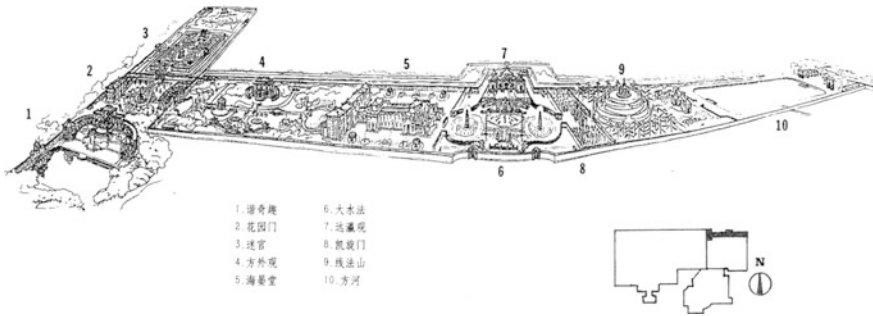 3
7
4
5
9
2
1
10
6
8
1.谐奇趣
2.花园门
3.迷宫
4.方外观
5.海晏堂
6.大水法
7.远瀛观
8.凯旋门
9.线法山
10.方河
N